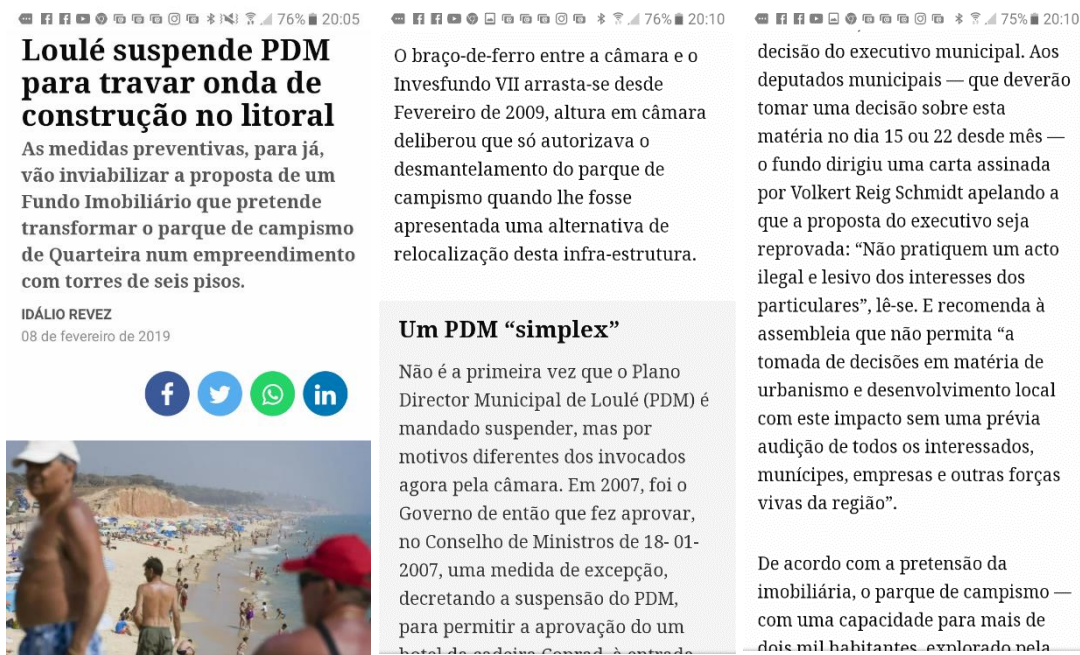 76% 20:05
Loulé suspende PDM
para travar onda de
construção no litoral
As medidas preventivas, para já,
vão inviabilizar a proposta de um
Fundo Imobiliário que pretende
transformar o parque de campismo
de Quarteira num empreendimento
com torres de seis pisos.
IDÁLIO REVEZ
08 de fevereiro de 2019
76% 20:10
O braço-de-ferro entre a câmara e o
Invesfundo VII arrasta-se desde
Fevereiro de 2009, altura em câmara
deliberou que só autorizava o
desmantelamento do parque de
campismo quando lhe fosse
apresentada uma alternativa de
relocalização desta infra-estrutura.
Um PDM “simplex”
Não é a primeira vez que o Plano
Director Municipal de Loulé (PDM) é
mandado suspender, mas por
motivos diferentes dos invocados
agora pela câmara. Em 2007, foi o
Governo de então que fez aprovar,
no Conselho de Ministros de 18- 01-
2007, uma medida de excepção,
decretando a suspensão do PDM,
para permitir a aprovação do um
hotel da cadeira Conrad, à entrada
75% 20:10
decisão do executivo municipal. Aos
deputados municipais — que deverão
tomar uma decisão sobre esta
matéria no dia 15 ou 22 desde mês —
o fundo dirigiu uma carta assinada
por Volkert Reig Schmidt apelando a
que a proposta do executivo seja
reprovada: “Não pratiquem um acto
ilegal e lesivo dos interesses dos
particulares”, lê-se. E recomenda à
assembleia que não permita “a
tomada de decisões em matéria de
urbanismo e desenvolvimento local
com este impacto sem uma prévia
audição de todos os interessados,
munícipes, empresas e outras forças
vivas da região”.
De acordo com a pretensão da
imobiliária, o parque de campismo —
com uma capacidade para mais de
dois mil habitantes, explorado pela